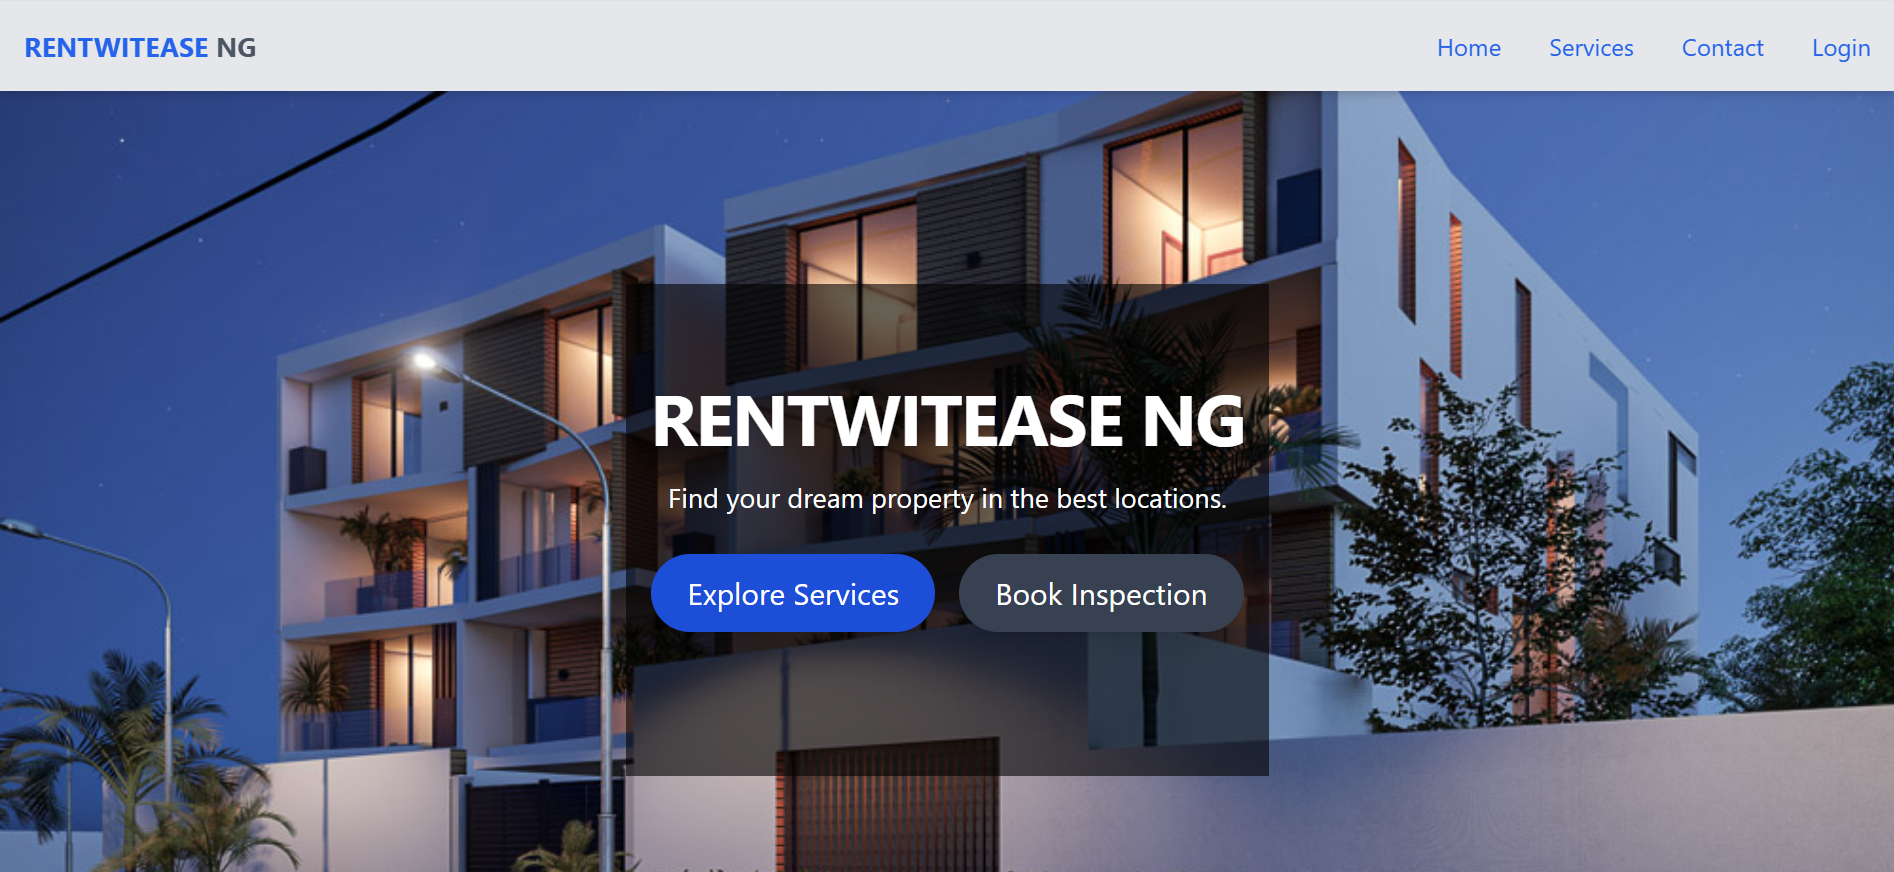 RENTWITEASE NG
Home Services Contact Login
RENTWITEASE NG
Find your dream property in the best locations.
Explore Services Book Inspection